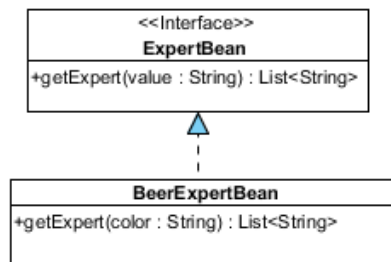 <<Interface>>
ExpertBean
+getExpert(value : String) : List<String>
BeerExpertBean
+getExpert(color : String) : List<String>